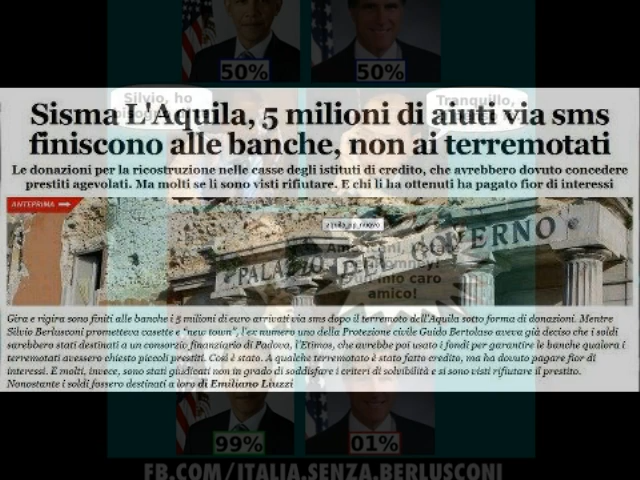 50% 50%
Silvio, ho
Tranquillo,
Sisma L'Aquila, 5 milioni di aiuti via sms
finiscono alle banche, non ai terremotati
Le donazioni per la ricostruzione nelle casse degli istituti di credito, che avrebbero dovuto concedere
prestiti agevolati. Ma molti se li sono visti rifiutare. E chi li ha ottenuti ha pagato fior di interessi
ANTEPRIMA
PALAZZO DEL GOVERNO
mio caro
amico!
Gira e rigira sono finiti alle banche i 5 milioni di euro arrivati via sms dopo il terremoto dell'Aquila sotto forma di donazioni. Mentre
Silvio Berlusconi prometteva casette e "new town", l'ex numero uno della Protezione civile Guido Bertolaso aveva già deciso che i soldi
sarebbero stati destinati a un consorzio finanziario di Padova, l'Etimos, che avrebbe poi usato i fondi per garantire le banche qualora i
terremotati avessero chiesto piccoli prestiti. Così è stato. A qualche terremotato è stato fatto credito, ma ha dovuto pagare fior di
interessi. E molti, invece, sono stati giudicati non in grado di soddisfare i criteri di solvibilità e si sono visti rifiutare il prestito.
Nonostante i soldi fossero destinati a loro di Emiliano Liuzzi
99% 01%
FB.COM/ITALIA.SENZA.BERLUSCONI